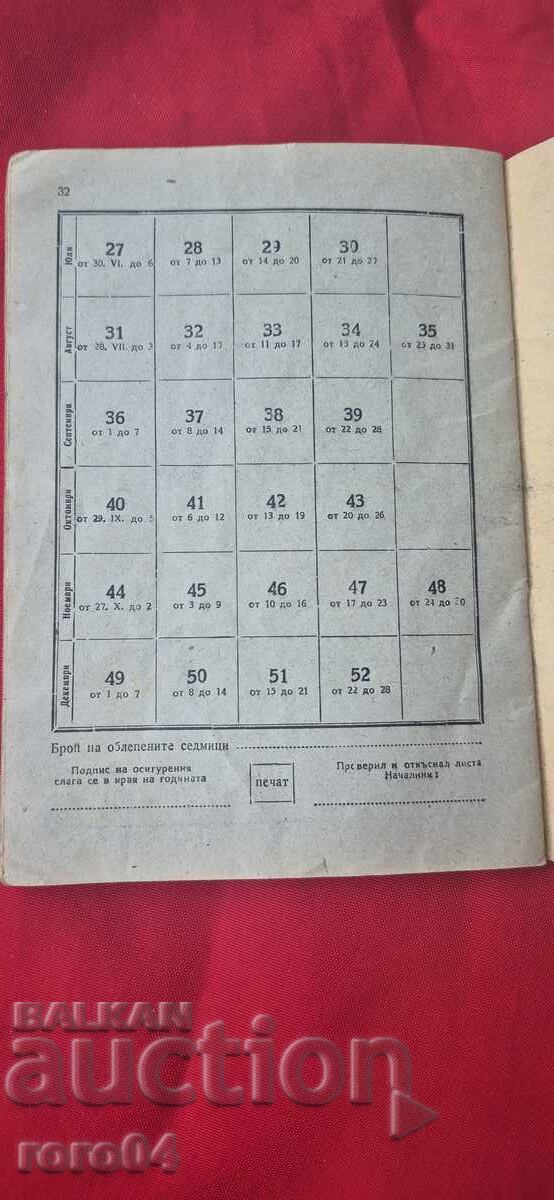 32
Юли
27 28 29 30
от 30. VI. до 6 от 7 до 13 от 14 до 20 от 21 до 27
Август
31 32 33 34 35
от 28. VII. до 3 от 4 до 10 от 11 до 17 от 18 до 24 от 25 до 31
Септември
36 37 38 39
от 1 до 7 от 8 до 14 от 15 до 21 от 22 до 28
Октомври
40 41 42 43
от 29. IX. до 5 от 6 до 12 от 13 до 19 от 20 до 26
Ноември
44 45 46 47 48
от 27. X. до 2 от 3 до 9 от 10 до 16 от 17 до 23 от 24 до 30
Декември
49 50 51 52
от 1 до 7 от 8 до 14 от 15 до 21 от 22 до 28
Брой на облепените седмици
Подпис на осигурения
слага се в края на годината
печат
Проверил и откъснал листа
Началник:
BALKAN
auction
roro04